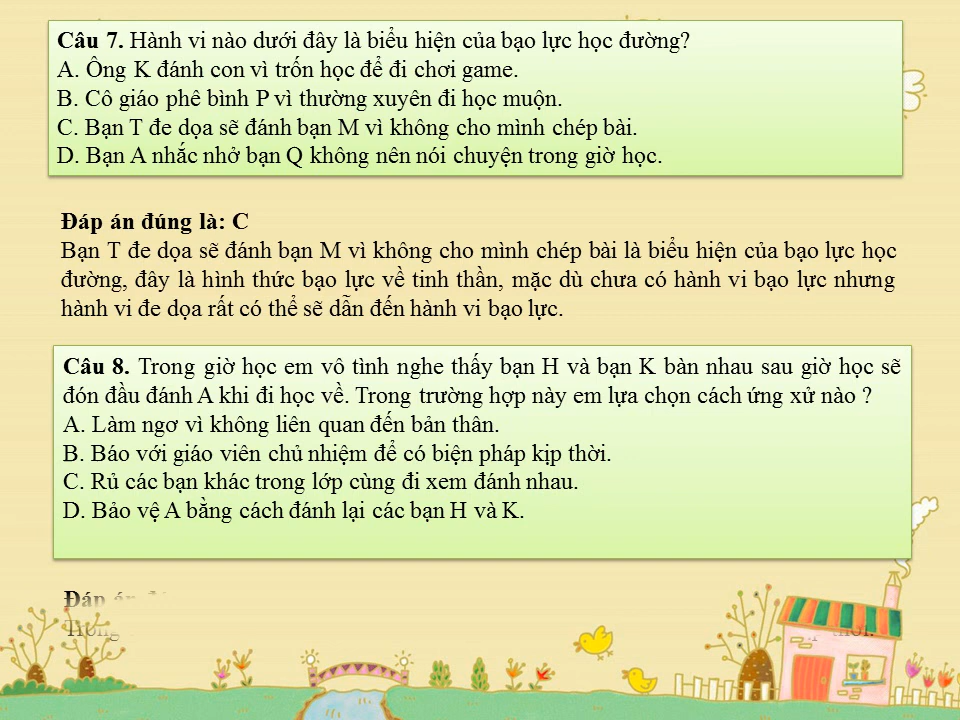 Câu 7. Hành vi nào dưới đây là biểu hiện của bạo lực học đường?
A. Ông K đánh con vì trốn học để đi chơi game.
B. Cô giáo phê bình P vì thường xuyên đi học muộn.
C. Bạn T đe dọa sẽ đánh bạn M vì không cho mình chép bài.
D. Bạn A nhắc nhở bạn Q không nên nói chuyện trong giờ học.
Đáp án đúng là: C
Bạn T đe dọa sẽ đánh bạn M vì không cho mình chép bài là biểu hiện của bạo lực học
đường, đây là hình thức bạo lực về tinh thần, mặc dù chưa có hành vi bạo lực nhưng
hành vi đe dọa rất có thể sẽ dẫn đến hành vi bạo lực.
Câu 8. Trong giờ học em vô tình nghe thấy bạn H và bạn K bàn nhau sau giờ học sẽ
đón đầu đánh A khi đi học về. Trong trường hợp này em lựa chọn cách ứng xử nào ?
A. Làm ngơ vì không liên quan đến bản thân.
B. Báo với giáo viên chủ nhiệm để có biện pháp kịp thời.
C. Rủ các bạn khác trong lớp cùng đi xem đánh nhau.
D. Bảo vệ A bằng cách đánh lại các bạn H và K.
Đáp án